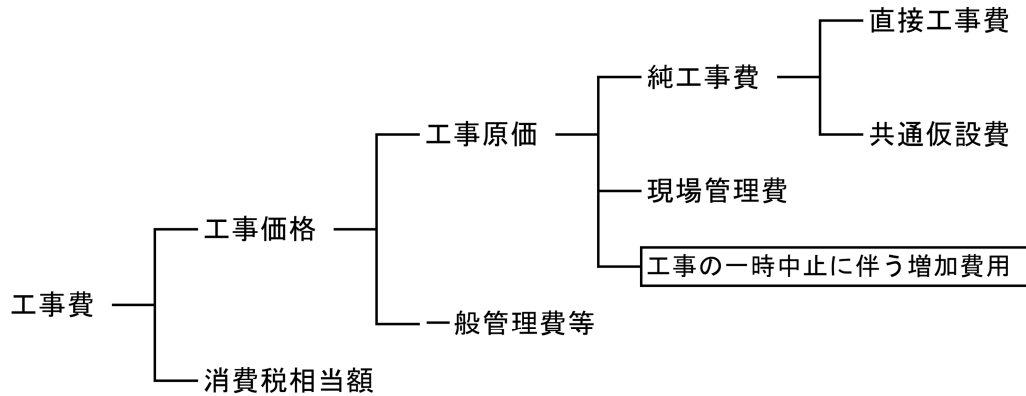 直接工事費
純工事費
工事原価
共通仮設費
現場管理費
工事価格
工事の一時中止に伴う増加費用
工事費
一般管理費等
消費税相当額